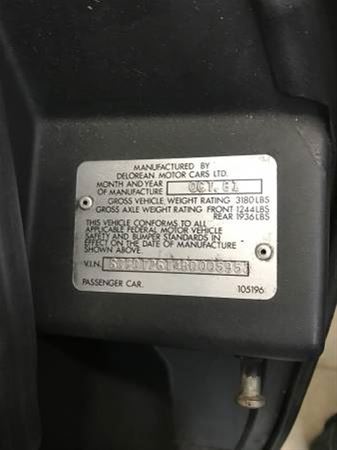 MANUFACTURED BY
DELOREAN MOTOR CARS LTD.
MONTH AND YEAR
OF MANUFACTURE OCT. 81
GROSS VEHICLE WEIGHT RATING 3180LBS
GROSS AXLE WEIGHT RATING FRONT 1244LBS
REAR 1936LBS
THIS VEHICLE CONFORMS TO ALL
APPLICABLE FEDERAL MOTOR VEHICLE
SAFETY AND BUMPER STANDARDS IN
EFFECT ON THE DATE OF MANUFACTURE
SHOWN ABOVE.
V.I.N.
PASSENGER CAR. 105196